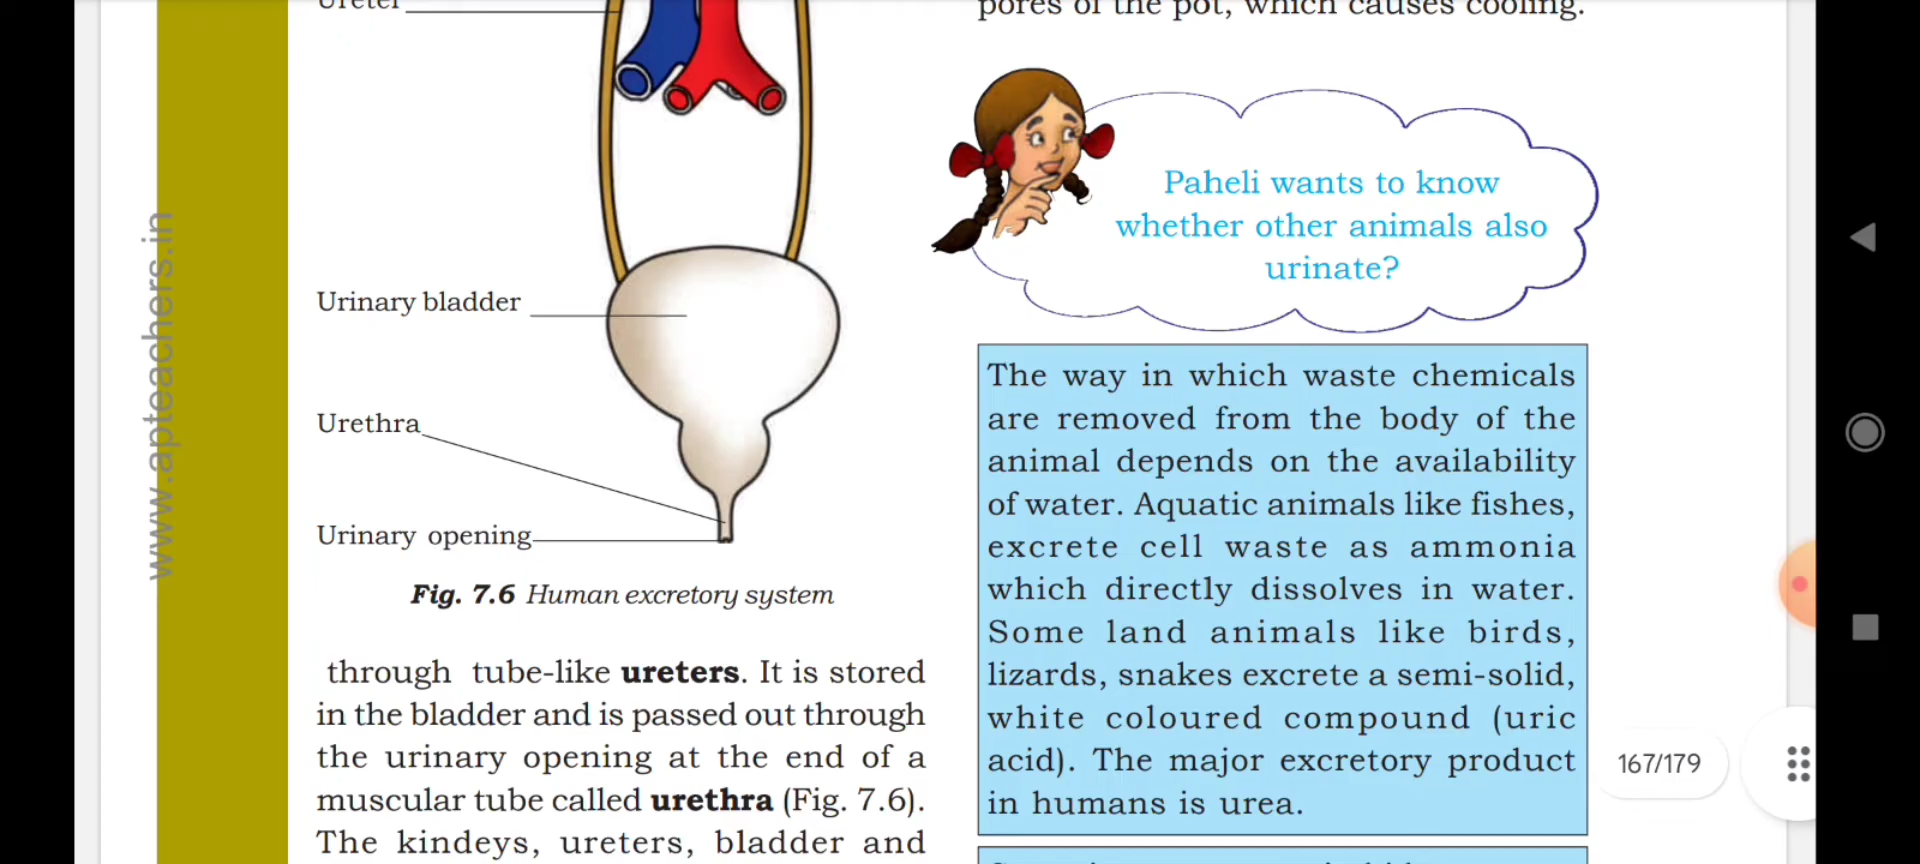 Ureter
Urinary bladder
Urethra
Urinary opening
Fig. 7.6 Human excretory system
through tube-like ureters. It is stored
in the bladder and is passed out through
the urinary opening at the end of a
muscular tube called urethra (Fig. 7.6).
The kindeys, ureters, bladder and
pores of the pot, which causes cooling.
Paheli wants to know
whether other animals also
urinate?
The way in which waste chemicals
are removed from the body of the
animal depends on the availability
of water. Aquatic animals like fishes,
excrete cell waste as ammonia
which directly dissolves in water.
Some land animals like birds,
lizards, snakes excrete a semi-solid,
white coloured compound (uric
acid). The major excretory product
in humans is urea.
www.apteachers.in
167/179